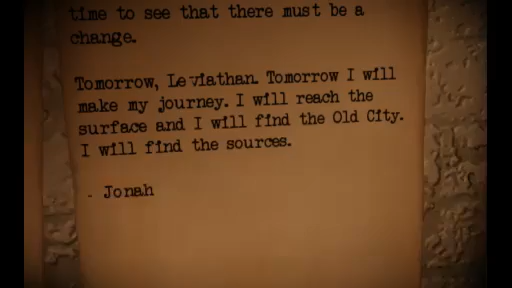 time to see that there must be a
change.
Tomorrow, Leviathan. Tomorrow I will
make my journey. I will reach the
surface and I will find the Old City.
I will find the sources.
- Jonah